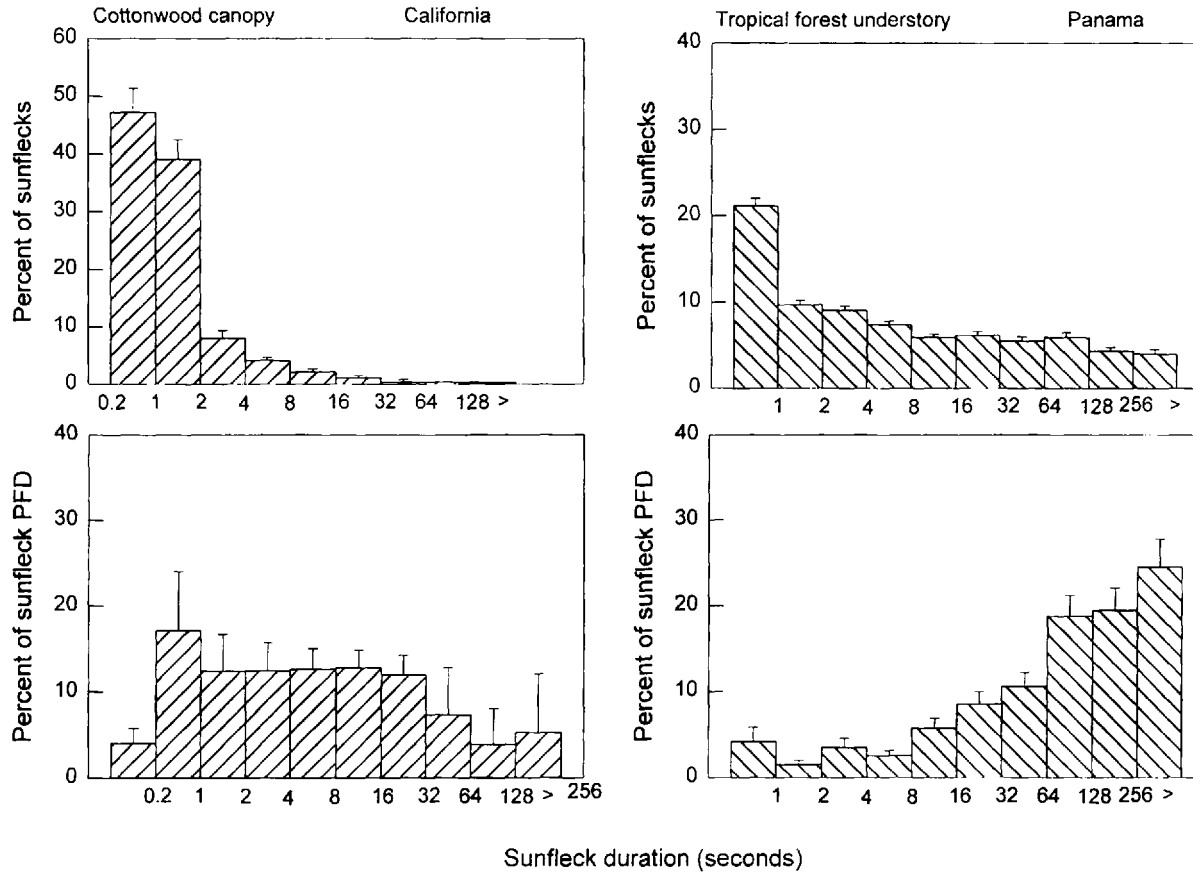 Cottonwood canopy California
60
50
40
30
20
10
0
Percent of sunflecks
0.2 1 2 4 8 16 32 64 128 >
Tropical forest understory Panama
40
30
20
10
0
Percent of sunflecks
1 2 4 8 16 32 64 128 256 >
40
30
20
10
0
Percent of sunfleck PFD
0.2 1 2 4 8 16 32 64 128 > 256
40
30
20
10
0
Percent of sunfleck PFD
1 2 4 8 16 32 64 128 256 >
Sunfleck duration (seconds)